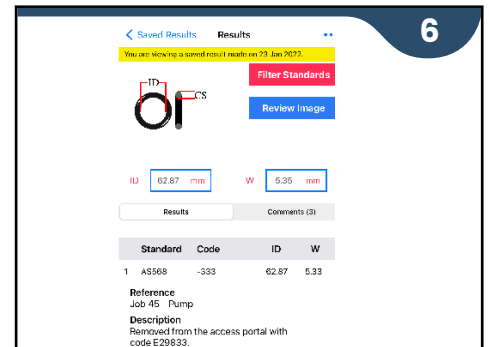 6
Saved Results Results
You are viewing a saved result made on 23 Jan 2022.
Filter Standards
ID
CS
Review Image
ID 62.87 mm W 5.35 mm
Results Comments (3)
Standard Code ID W
1 AS568 -333 62.87 5.33
Reference
Job 45 Pump
Description
Removed from the access portal with
code E29833.